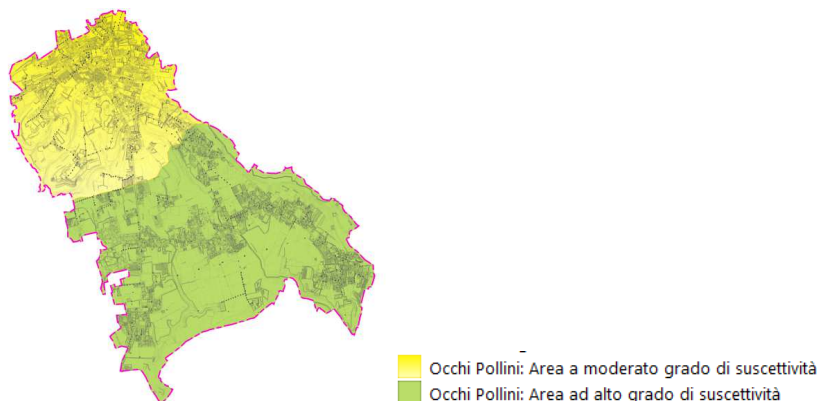 Occhi Pollini: Area a moderato grado di suscettività
Occhi Pollini: Area ad alto grado di suscettività